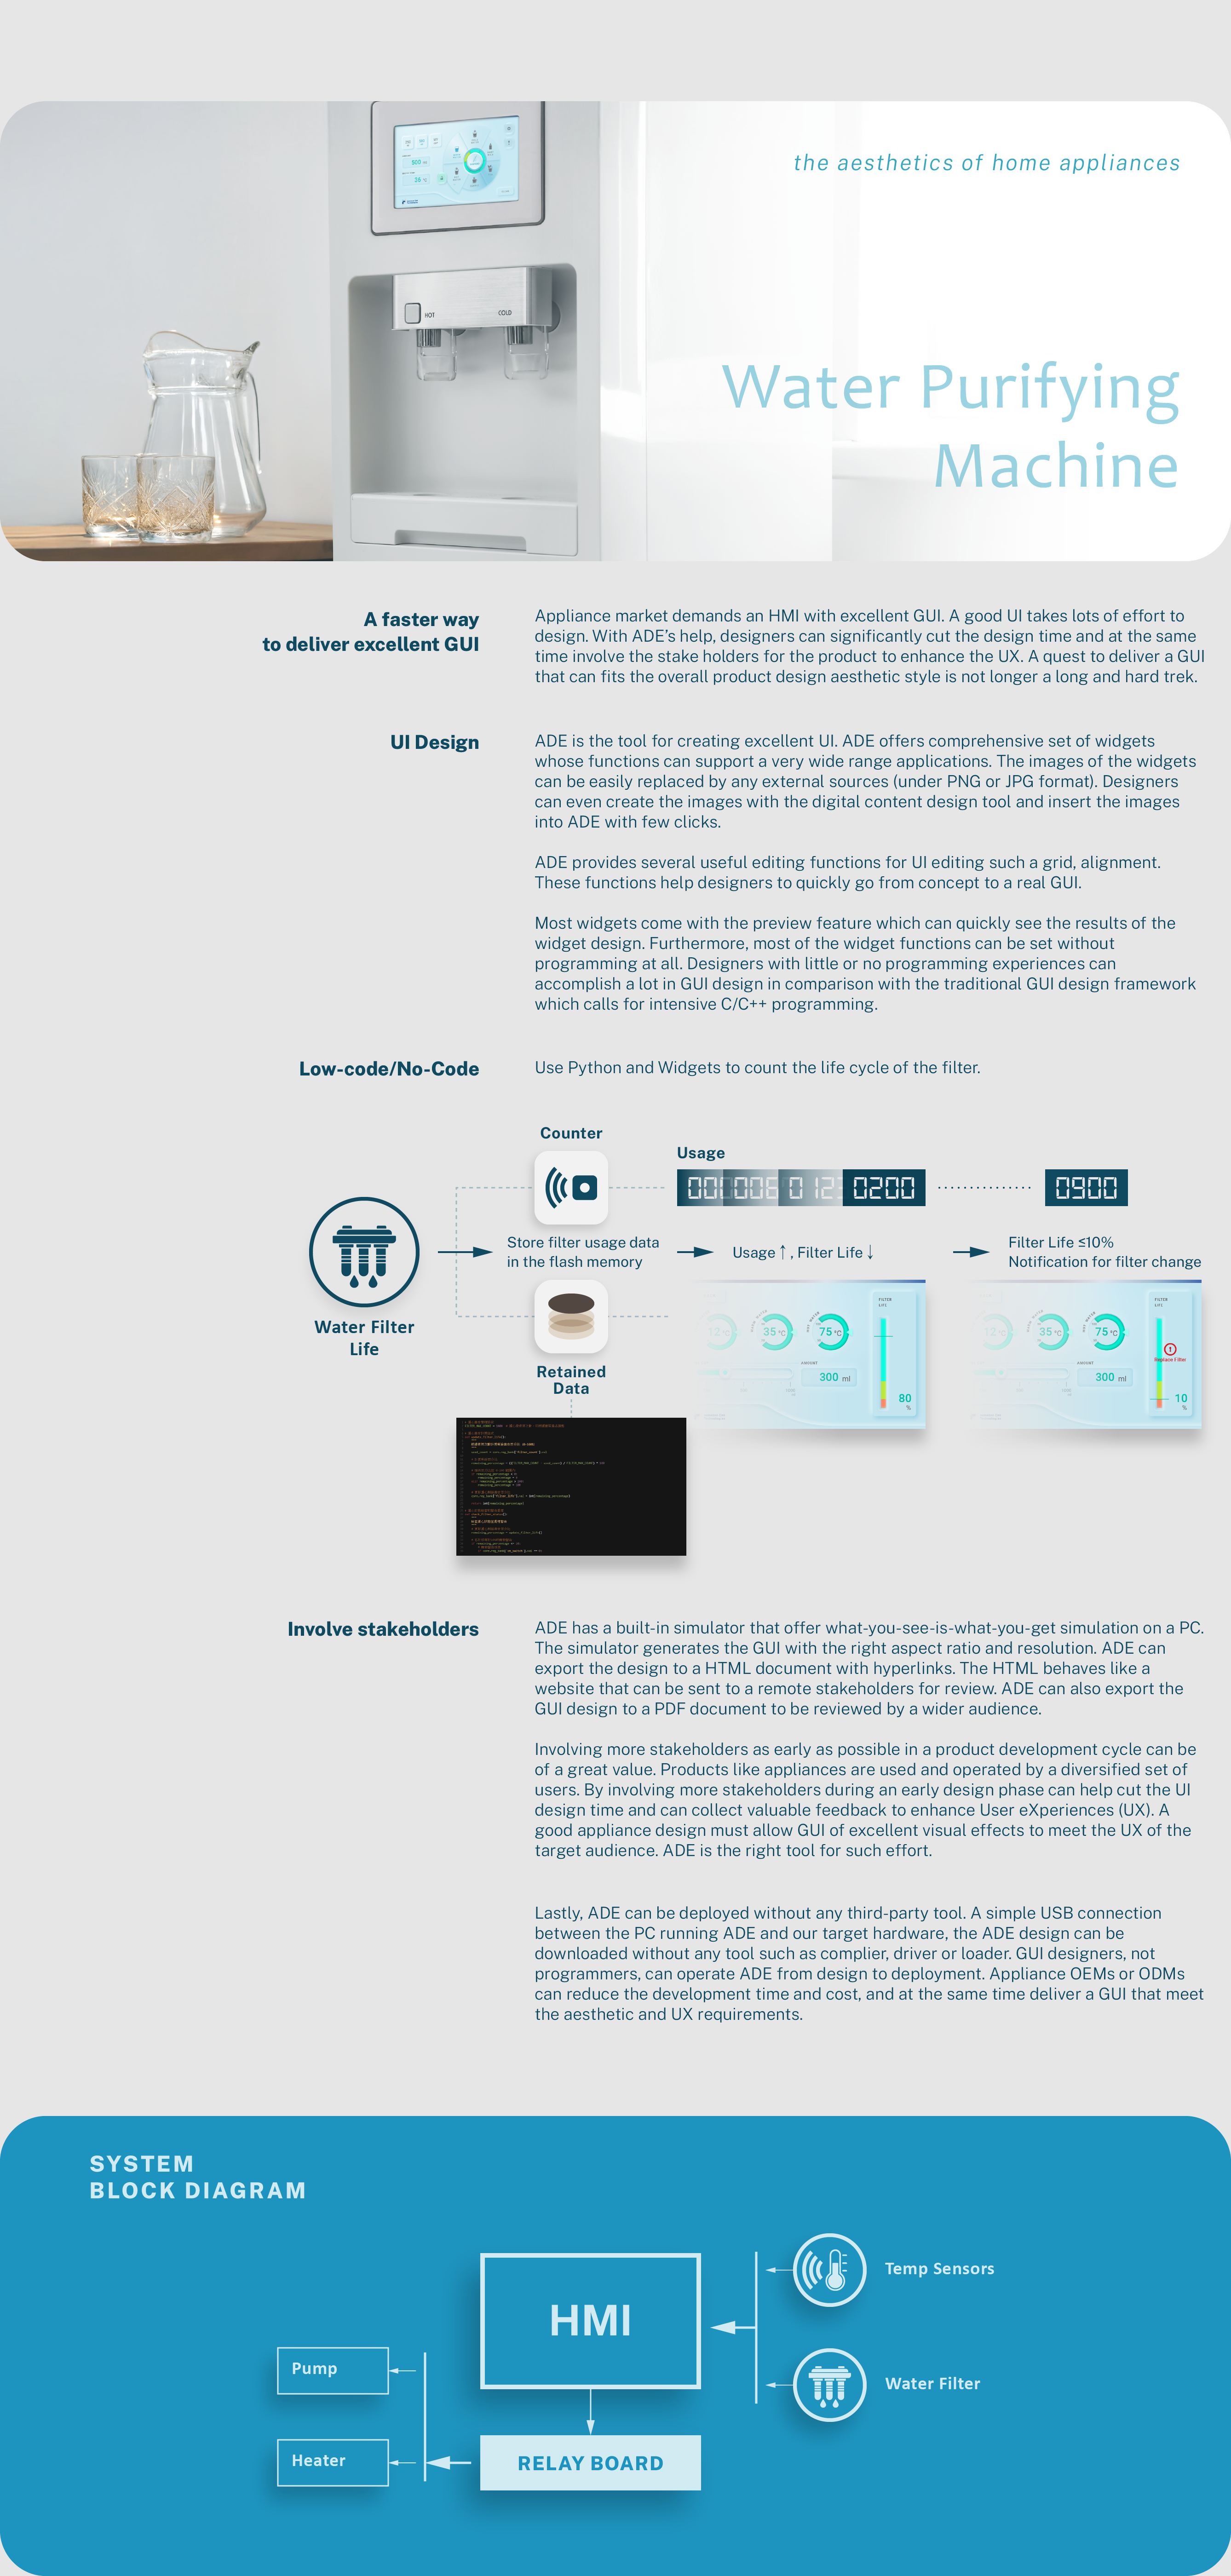 the aesthetics of home appliances
500 ml
HOT
COLD
Water Purifying
Machine
A faster way
to deliver excellent GUI
Appliance market demands an HMI with excellent GUI. A good UI takes lots of effort to
design. With ADE’s help, designers can significantly cut the design time and at the same
time involve the stake holders for the product to enhance the UX. A quest to deliver a GUI
that can fits the overall product design aesthetic style is not longer a long and hard trek.
UI Design
ADE is the tool for creating excellent UI. ADE offers comprehensive set of widgets
whose functions can support a very wide range applications. The images of the widgets
can be easily replaced by any external sources (under PNG or JPG format). Designers
can even create the images with the digital content design tool and insert the images
into ADE with few clicks.
ADE provides several useful editing functions for UI editing such a grid, alignment.
These functions help designers to quickly go from concept to a real GUI.
Most widgets come with the preview feature which can quickly see the results of the
widget design. Furthermore, most of the widget functions can be set without
programming at all. Designers with little or no programming experiences can
accomplish a lot in GUI design in comparison with the traditional GUI design framework
which calls for intensive C/C++ programming.
Low-code/No-Code
Use Python and Widgets to count the life cycle of the filter.
Counter
Usage
0200
0900
Store filter usage data
in the flash memory
Usage ↑, Filter Life ↓
Filter Life ≤10%
Notification for filter change
Water Filter
Life
Retained
Data
12°C
35°C
75°C
FILTER
LIFE
AMOUNT
300 ml
80
%
12°C
35°C
75°C
FILTER
LIFE
Replace Filter
AMOUNT
300 ml
10
%
Involve stakeholders
ADE has a built-in simulator that offer what-you-see-is-what-you-get simulation on a PC.
The simulator generates the GUI with the right aspect ratio and resolution. ADE can
export the design to a HTML document with hyperlinks. The HTML behaves like a
website that can be sent to a remote stakeholders for review. ADE can also export the
GUI design to a PDF document to be reviewed by a wider audience.
Involving more stakeholders as early as possible in a product development cycle can be
of a great value. Products like appliances are used and operated by a diversified set of
users. By involving more stakeholders during an early design phase can help cut the UI
design time and can collect valuable feedback to enhance User eXperiences (UX). A
good appliance design must allow GUI of excellent visual effects to meet the UX of the
target audience. ADE is the right tool for such effort.
Lastly, ADE can be deployed without any third-party tool. A simple USB connection
between the PC running ADE and our target hardware, the ADE design can be
downloaded without any tool such as complier, driver or loader. GUI designers, not
programmers, can operate ADE from design to deployment. Appliance OEMs or ODMs
can reduce the development time and cost, and at the same time deliver a GUI that meet
the aesthetic and UX requirements.
SYSTEM
BLOCK DIAGRAM
Temp Sensors
HMI
Pump
Water Filter
Heater
RELAY BOARD